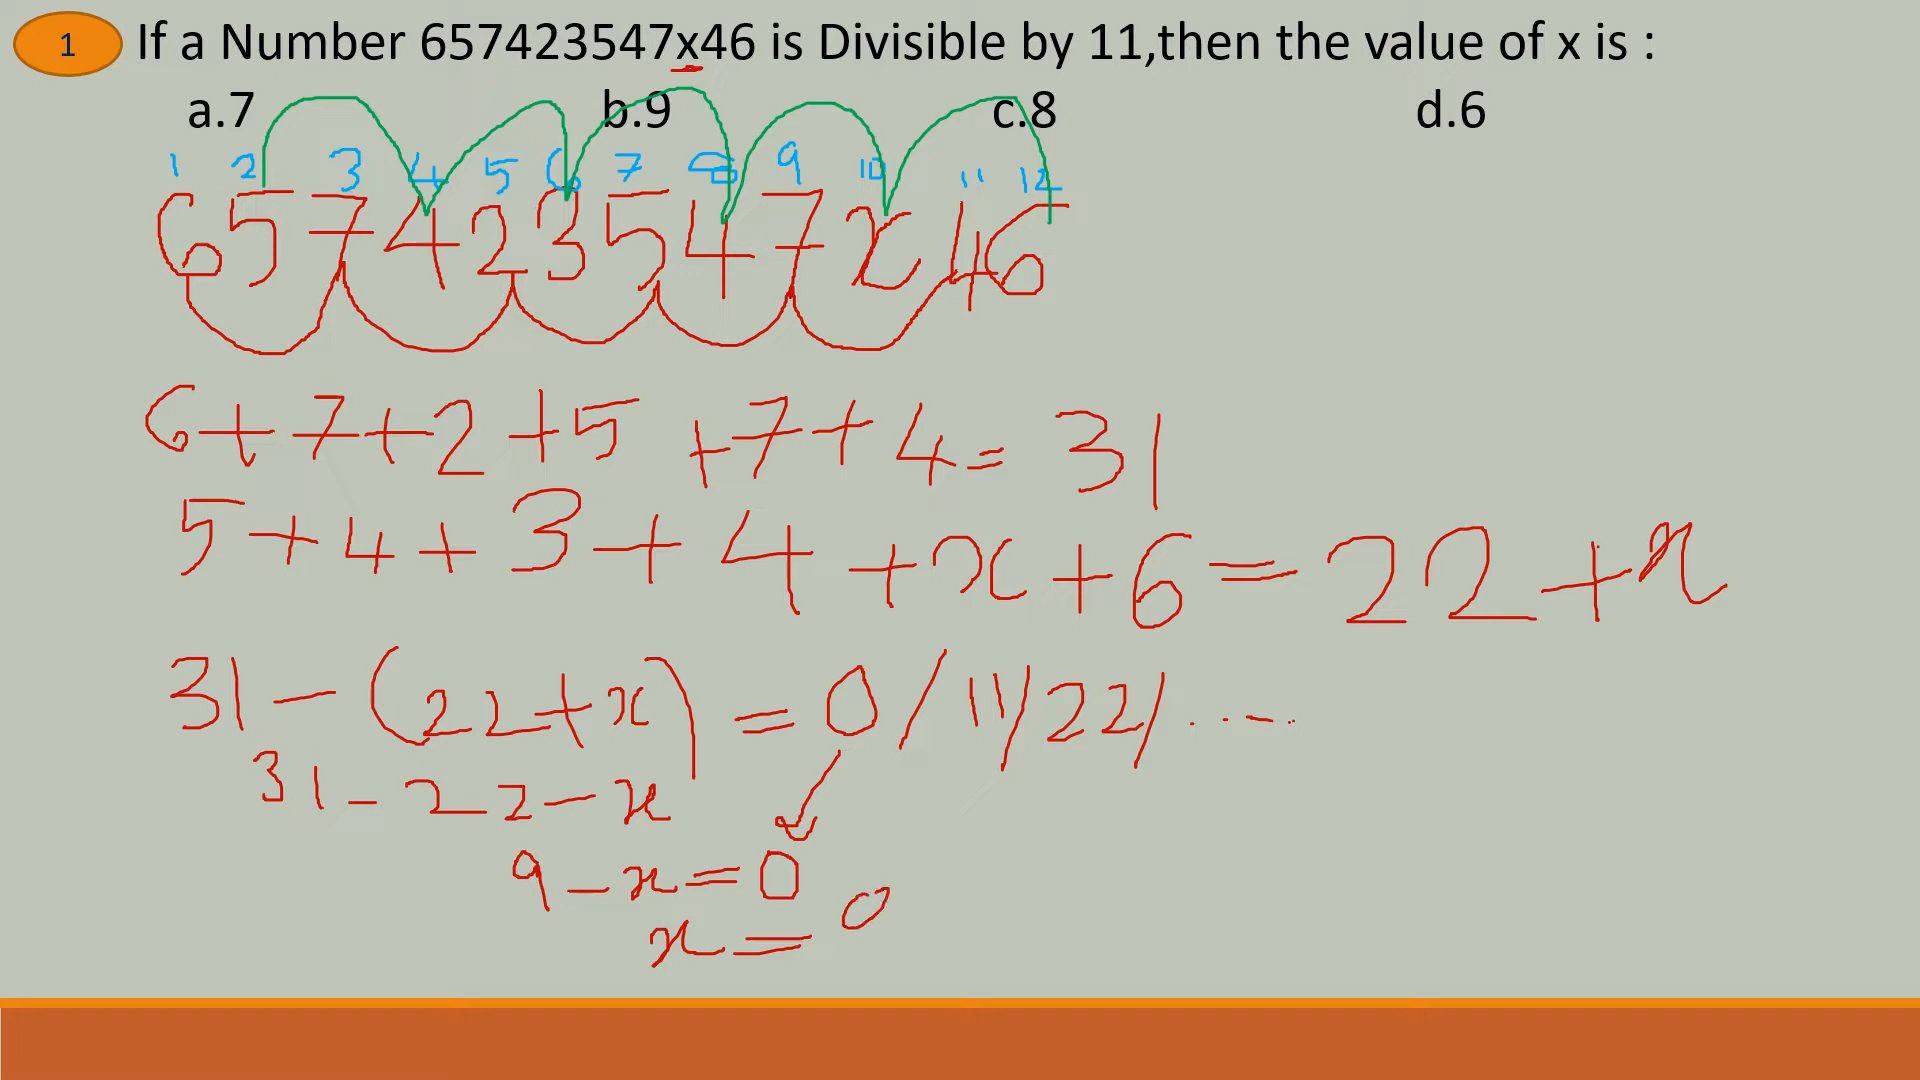 1 If a Number 657423547x46 is Divisible by 11,then the value of x is :
a.7 b.9 c.8 d.6
1 2 3 4 5 6 7 8 9 10 11 12
657423547x46
6+7+2+5+7+4=31
5+4+3+4+x+6=22+x
31-(22+x)=0/11/22/.....
31-22-x
9-x=0
x=